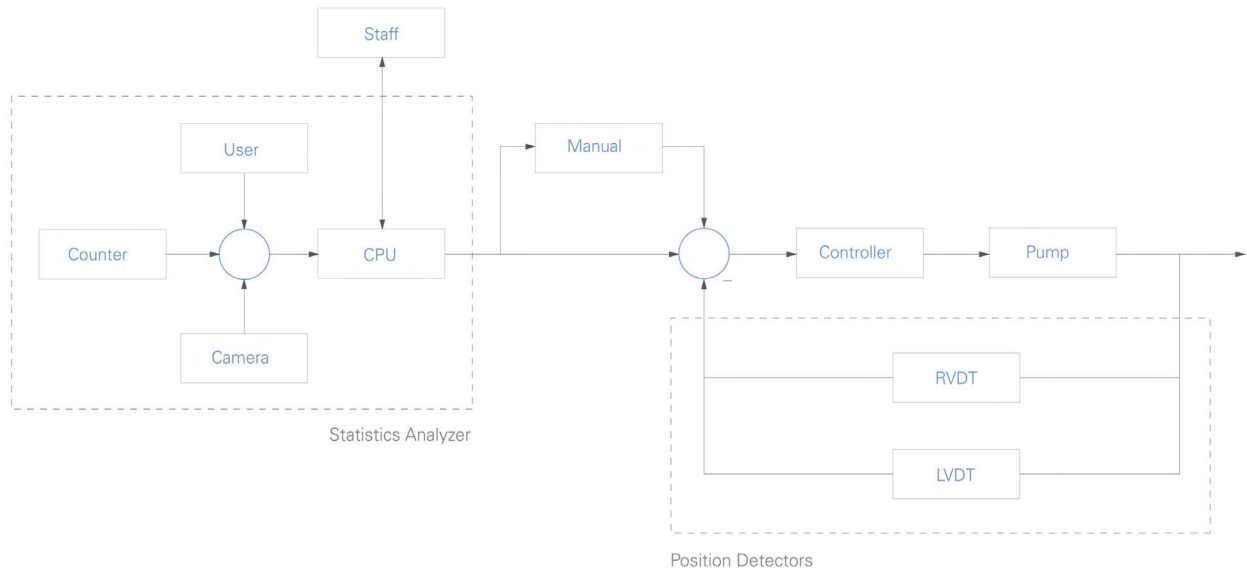 Staff
User
Manual
Counter
CPU
Controller
Pump
–
Camera
RVDT
Statistics Analyzer
LVDT
Position Detectors